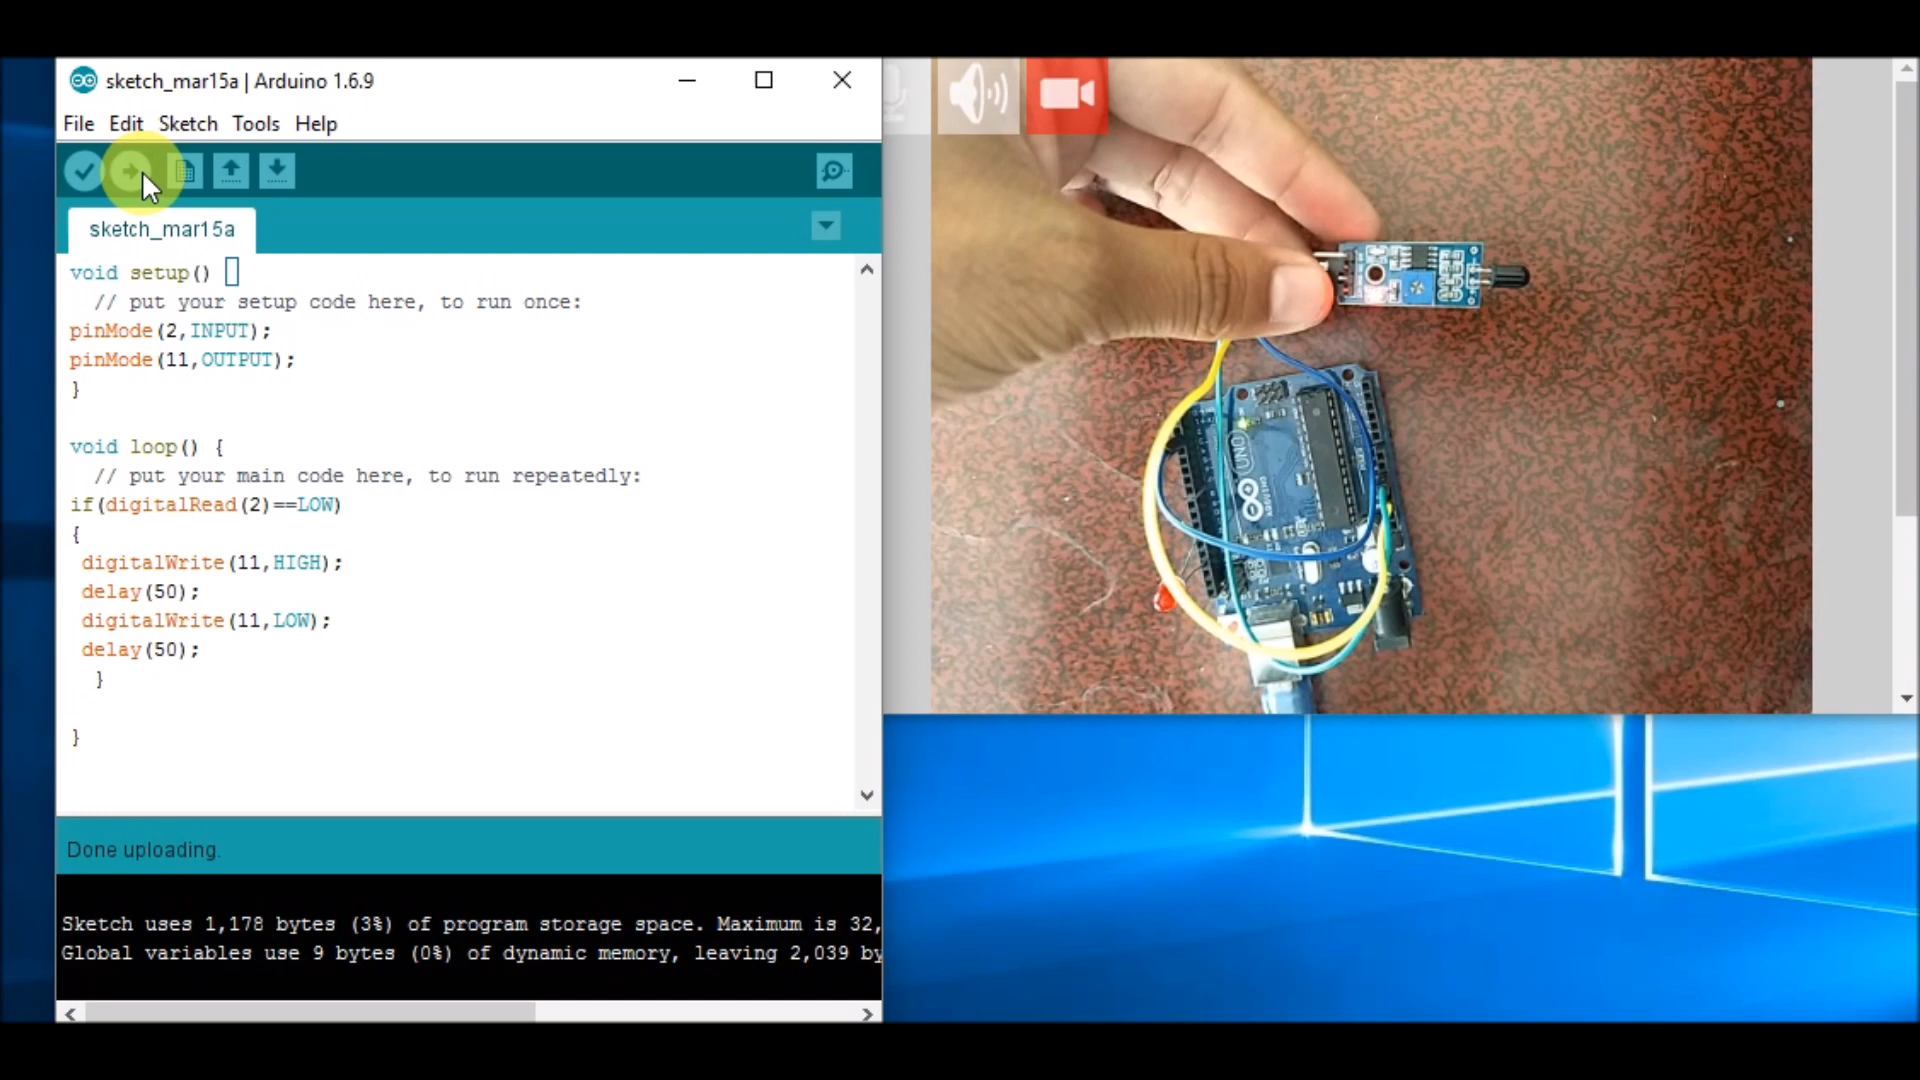 sketch_mar15a | Arduino 1.6.9
File Edit Sketch Tools Help
sketch_mar15a
void setup()
// put your setup code here, to run once:
pinMode(2,INPUT);
pinMode(11,OUTPUT);
}
void loop() {
// put your main code here, to run repeatedly:
if(digitalRead(2)==LOW)
{
digitalWrite(11,HIGH);
delay(50);
digitalWrite(11,LOW);
delay(50);
}
}
Done uploading.
Sketch uses 1,178 bytes (3%) of program storage space. Maximum is 32,
Global variables use 9 bytes (0%) of dynamic memory, leaving 2,039 by
UNO